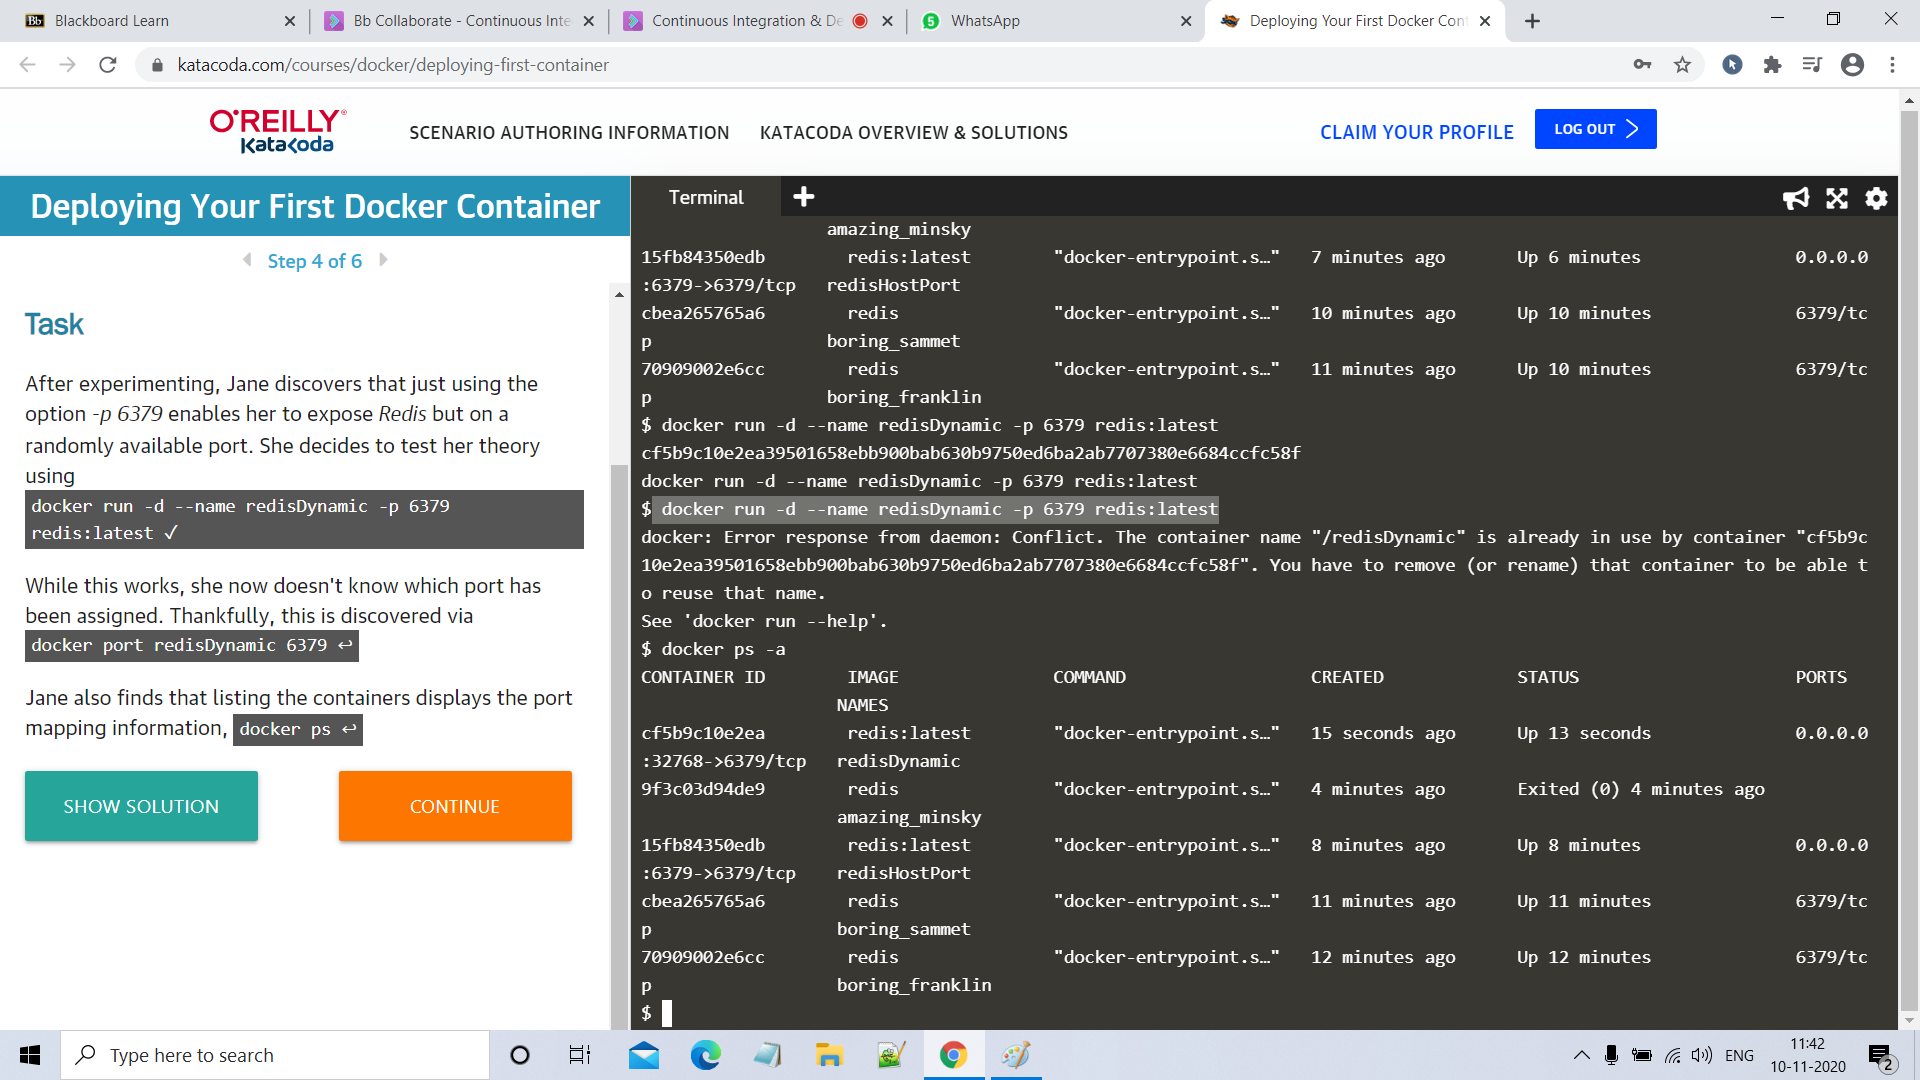 Bb Blackboard Learn
Bb Collaborate - Continuous Inte
Continuous Integration & De
5 WhatsApp
Deploying Your First Docker Cont
katacoda.com/courses/docker/deploying-first-container
O'REILLY®
Katacoda
SCENARIO AUTHORING INFORMATION
KATACODA OVERVIEW & SOLUTIONS
CLAIM YOUR PROFILE
LOG OUT
Deploying Your First Docker Container
Step 4 of 6
Task
After experimenting, Jane discovers that just using the
option -p 6379 enables her to expose Redis but on a
randomly available port. She decides to test her theory
using
docker run -d --name redisDynamic -p 6379
redis:latest ✓
While this works, she now doesn't know which port has
been assigned. Thankfully, this is discovered via
docker port redisDynamic 6379 ↩
Jane also finds that listing the containers displays the port
mapping information, docker ps ↩
SHOW SOLUTION
CONTINUE
Terminal
amazing_minsky
15fb84350edb redis:latest "docker-entrypoint.s…" 7 minutes ago Up 6 minutes 0.0.0.0
:6379->6379/tcp redisHostPort
cbea265765a6 redis "docker-entrypoint.s…" 10 minutes ago Up 10 minutes 6379/tc
p boring_sammet
70909002e6cc redis "docker-entrypoint.s…" 11 minutes ago Up 10 minutes 6379/tc
p boring_franklin
$ docker run -d --name redisDynamic -p 6379 redis:latest
cf5b9c10e2ea39501658ebb900bab630b9750ed6ba2ab7707380e6684ccfc58f
docker run -d --name redisDynamic -p 6379 redis:latest
$ docker run -d --name redisDynamic -p 6379 redis:latest
docker: Error response from daemon: Conflict. The container name "/redisDynamic" is already in use by container "cf5b9c
10e2ea39501658ebb900bab630b9750ed6ba2ab7707380e6684ccfc58f". You have to remove (or rename) that container to be able t
o reuse that name.
See 'docker run --help'.
$ docker ps -a
CONTAINER ID IMAGE COMMAND CREATED STATUS PORTS
NAMES
cf5b9c10e2ea redis:latest "docker-entrypoint.s…" 15 seconds ago Up 13 seconds 0.0.0.0
:32768->6379/tcp redisDynamic
9f3c03d94de9 redis "docker-entrypoint.s…" 4 minutes ago Exited (0) 4 minutes ago
amazing_minsky
15fb84350edb redis:latest "docker-entrypoint.s…" 8 minutes ago Up 8 minutes 0.0.0.0
:6379->6379/tcp redisHostPort
cbea265765a6 redis "docker-entrypoint.s…" 11 minutes ago Up 11 minutes 6379/tc
p boring_sammet
70909002e6cc redis "docker-entrypoint.s…" 12 minutes ago Up 12 minutes 6379/tc
p boring_franklin
$
Type here to search
ENG
11:42
10-11-2020
2